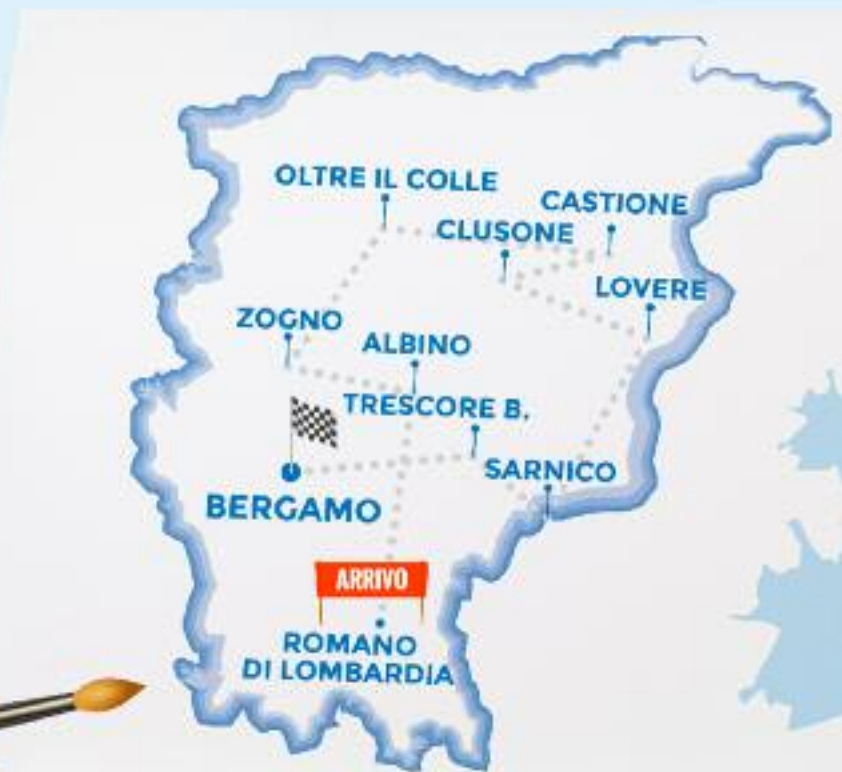 OLTRE IL COLLE
CASTIONE
CLUSONE
LOVERE
ZOGNO
ALBINO
TRESCORE B.
SARNICO
BERGAMO
ARRIVO
ROMANO
DI LOMBARDIA